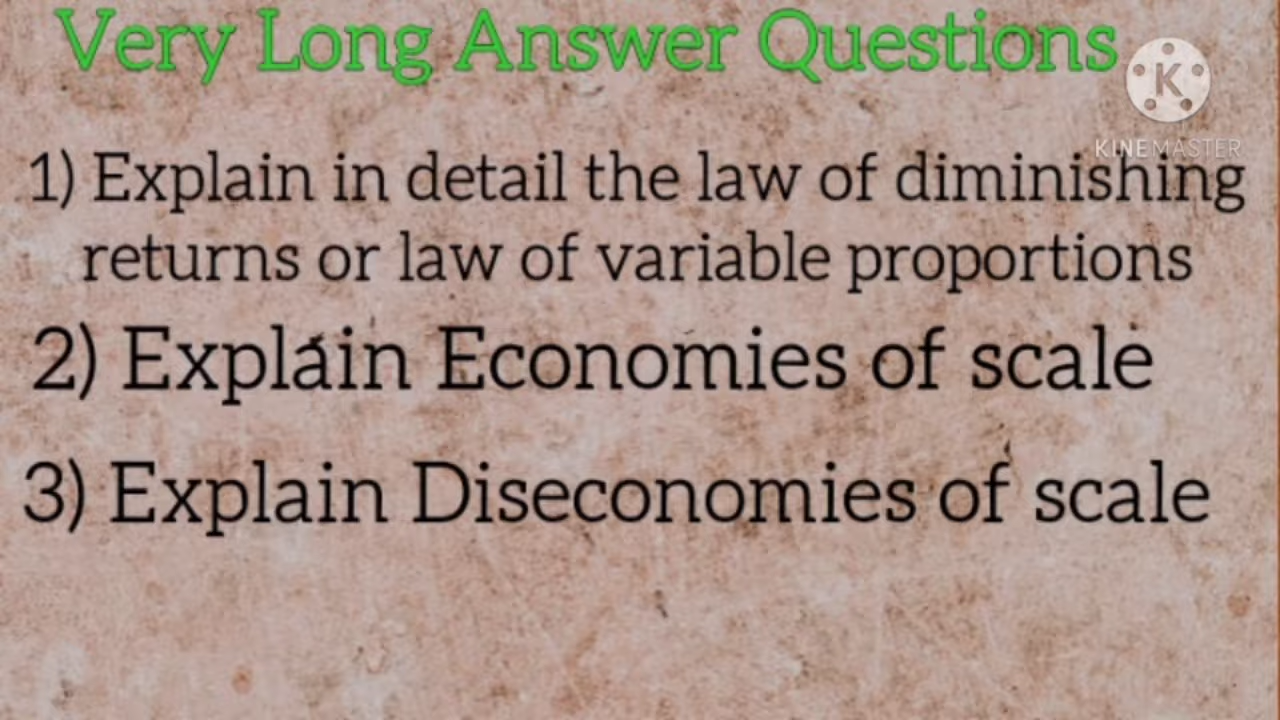 Very Long Answer Questions
KINEMASTER
1) Explain in detail the law of diminishing
returns or law of variable proportions
2) Explain Economies of scale
3) Explain Diseconomies of scale